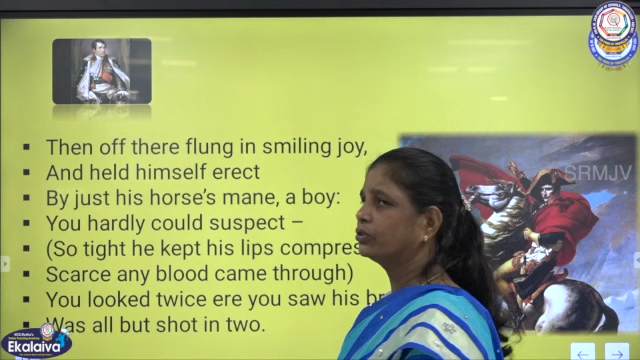 Then off there flung in smiling joy,
And held himself erect
By just his horse's mane, a boy:
You hardly could suspect –
(So tight he kept his lips
Scarce any blood came through)
You looked twice ere you saw his
Was all but shot in two.
SRMJV
Ekalaiva